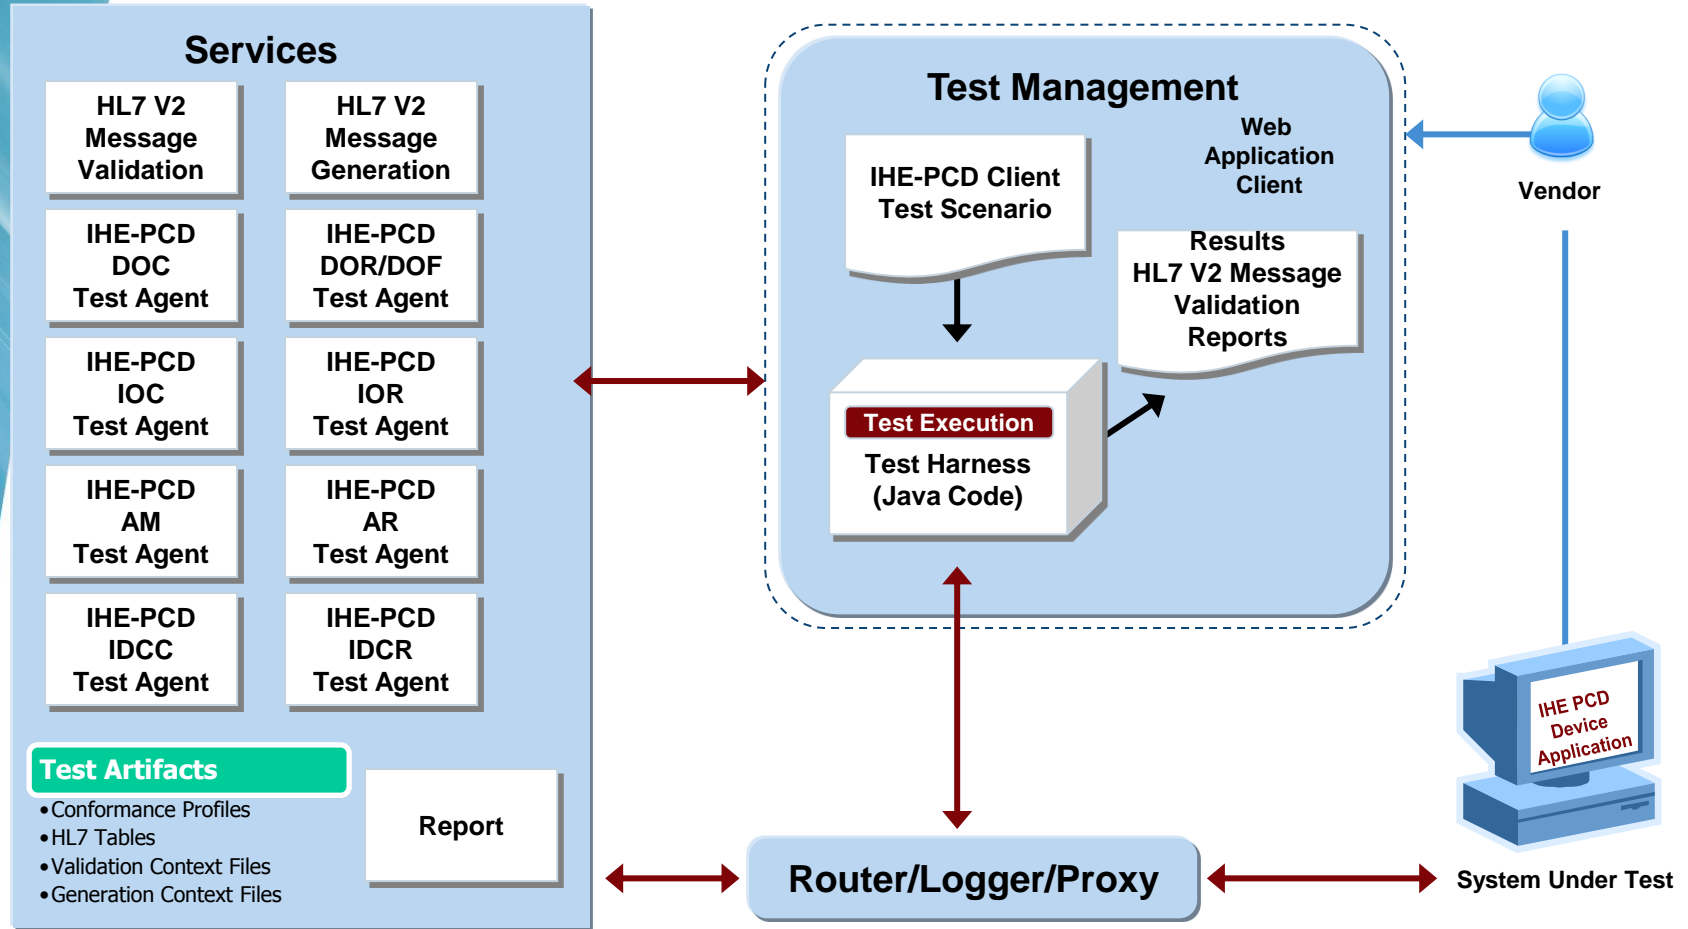 Services
HL7 V2
Message
Validation
HL7 V2
Message
Generation
IHE-PCD
DOC
Test Agent
IHE-PCD
DOR/DOF
Test Agent
IHE-PCD
IOC
Test Agent
IHE-PCD
IOR
Test Agent
IHE-PCD
AM
Test Agent
IHE-PCD
AR
Test Agent
IHE-PCD
IDCC
Test Agent
IHE-PCD
IDCR
Test Agent
Test Artifacts
•Conformance Profiles
•HL7 Tables
•Validation Context Files
•Generation Context Files
Report
Test Management
Web
Application
Client
IHE-PCD Client
Test Scenario
Results
HL7 V2 Message
Validation
Reports
Test Execution
Test Harness
(Java Code)
Router/Logger/Proxy
Vendor
IHE PCD
Device
Application
System Under Test